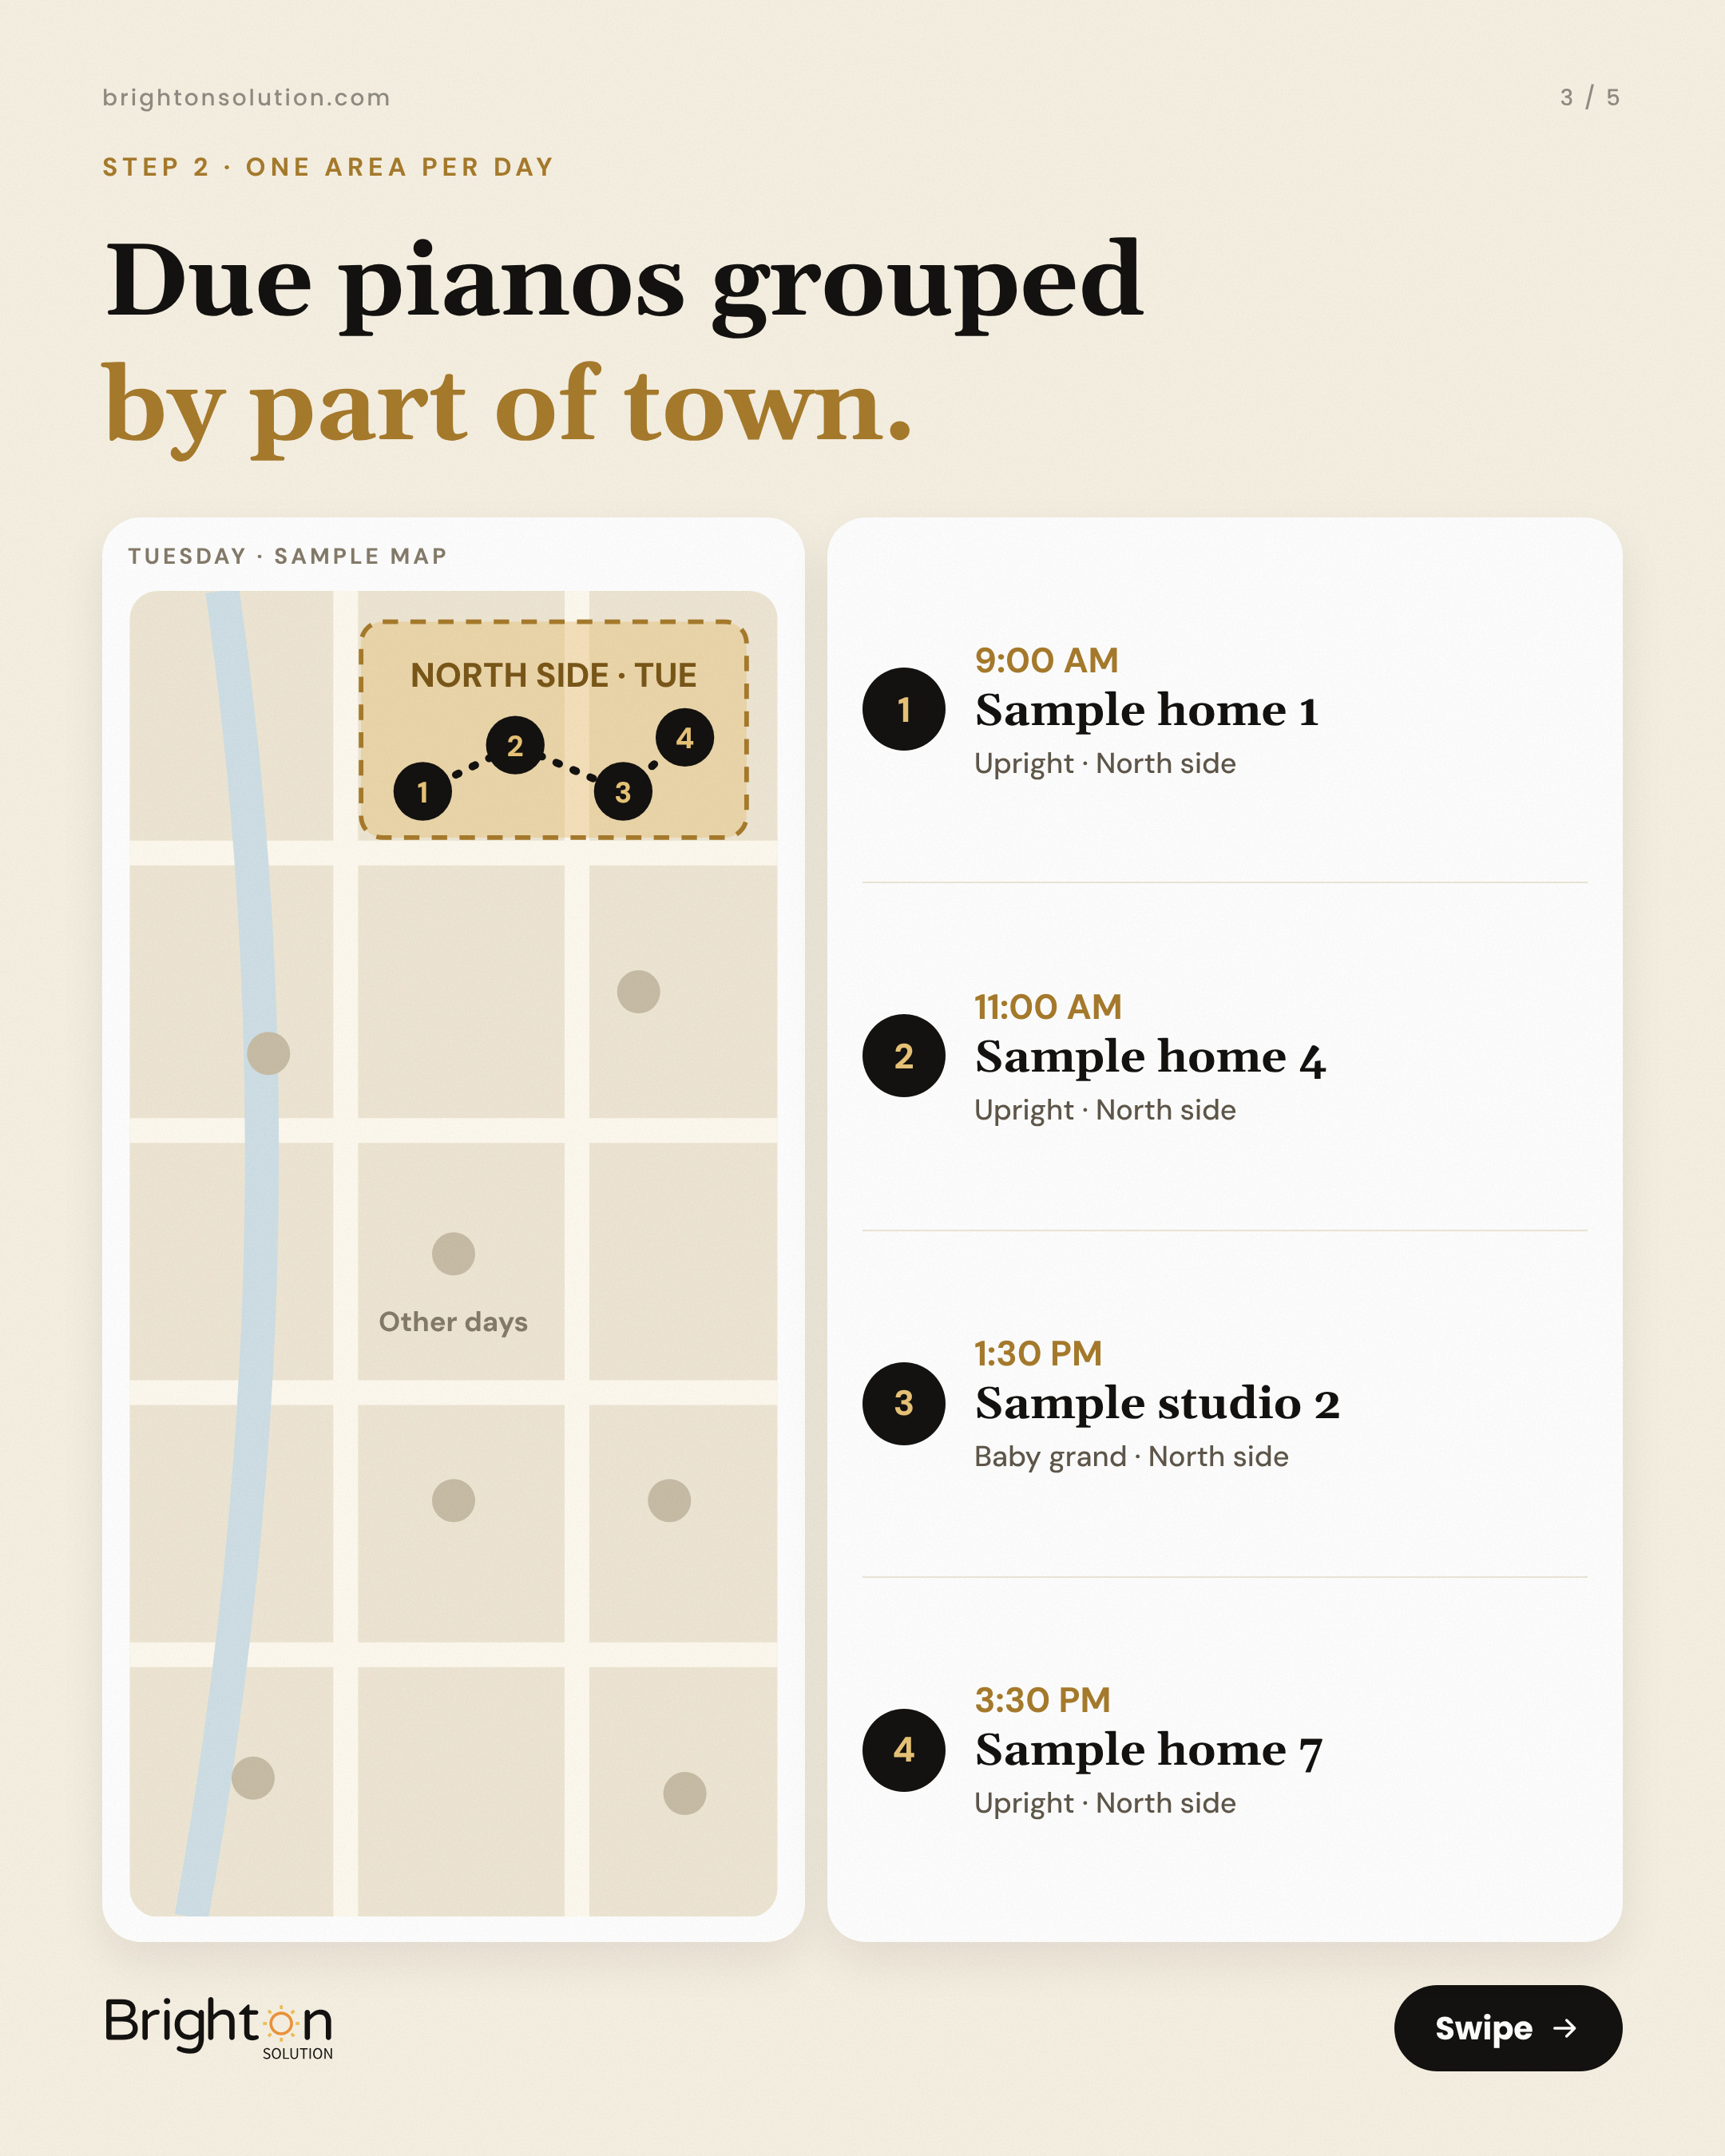 brightonsolution.com
3 / 5
STEP 2 · ONE AREA PER DAY
Due pianos grouped
by part of town.
TUESDAY · SAMPLE MAP
NORTH SIDE · TUE
1
2
3
4
Other days
1
9:00 AM
Sample home 1
Upright · North side
2
11:00 AM
Sample home 4
Upright · North side
3
1:30 PM
Sample studio 2
Baby grand · North side
4
3:30 PM
Sample home 7
Upright · North side
Brighton
SOLUTION
Swipe →